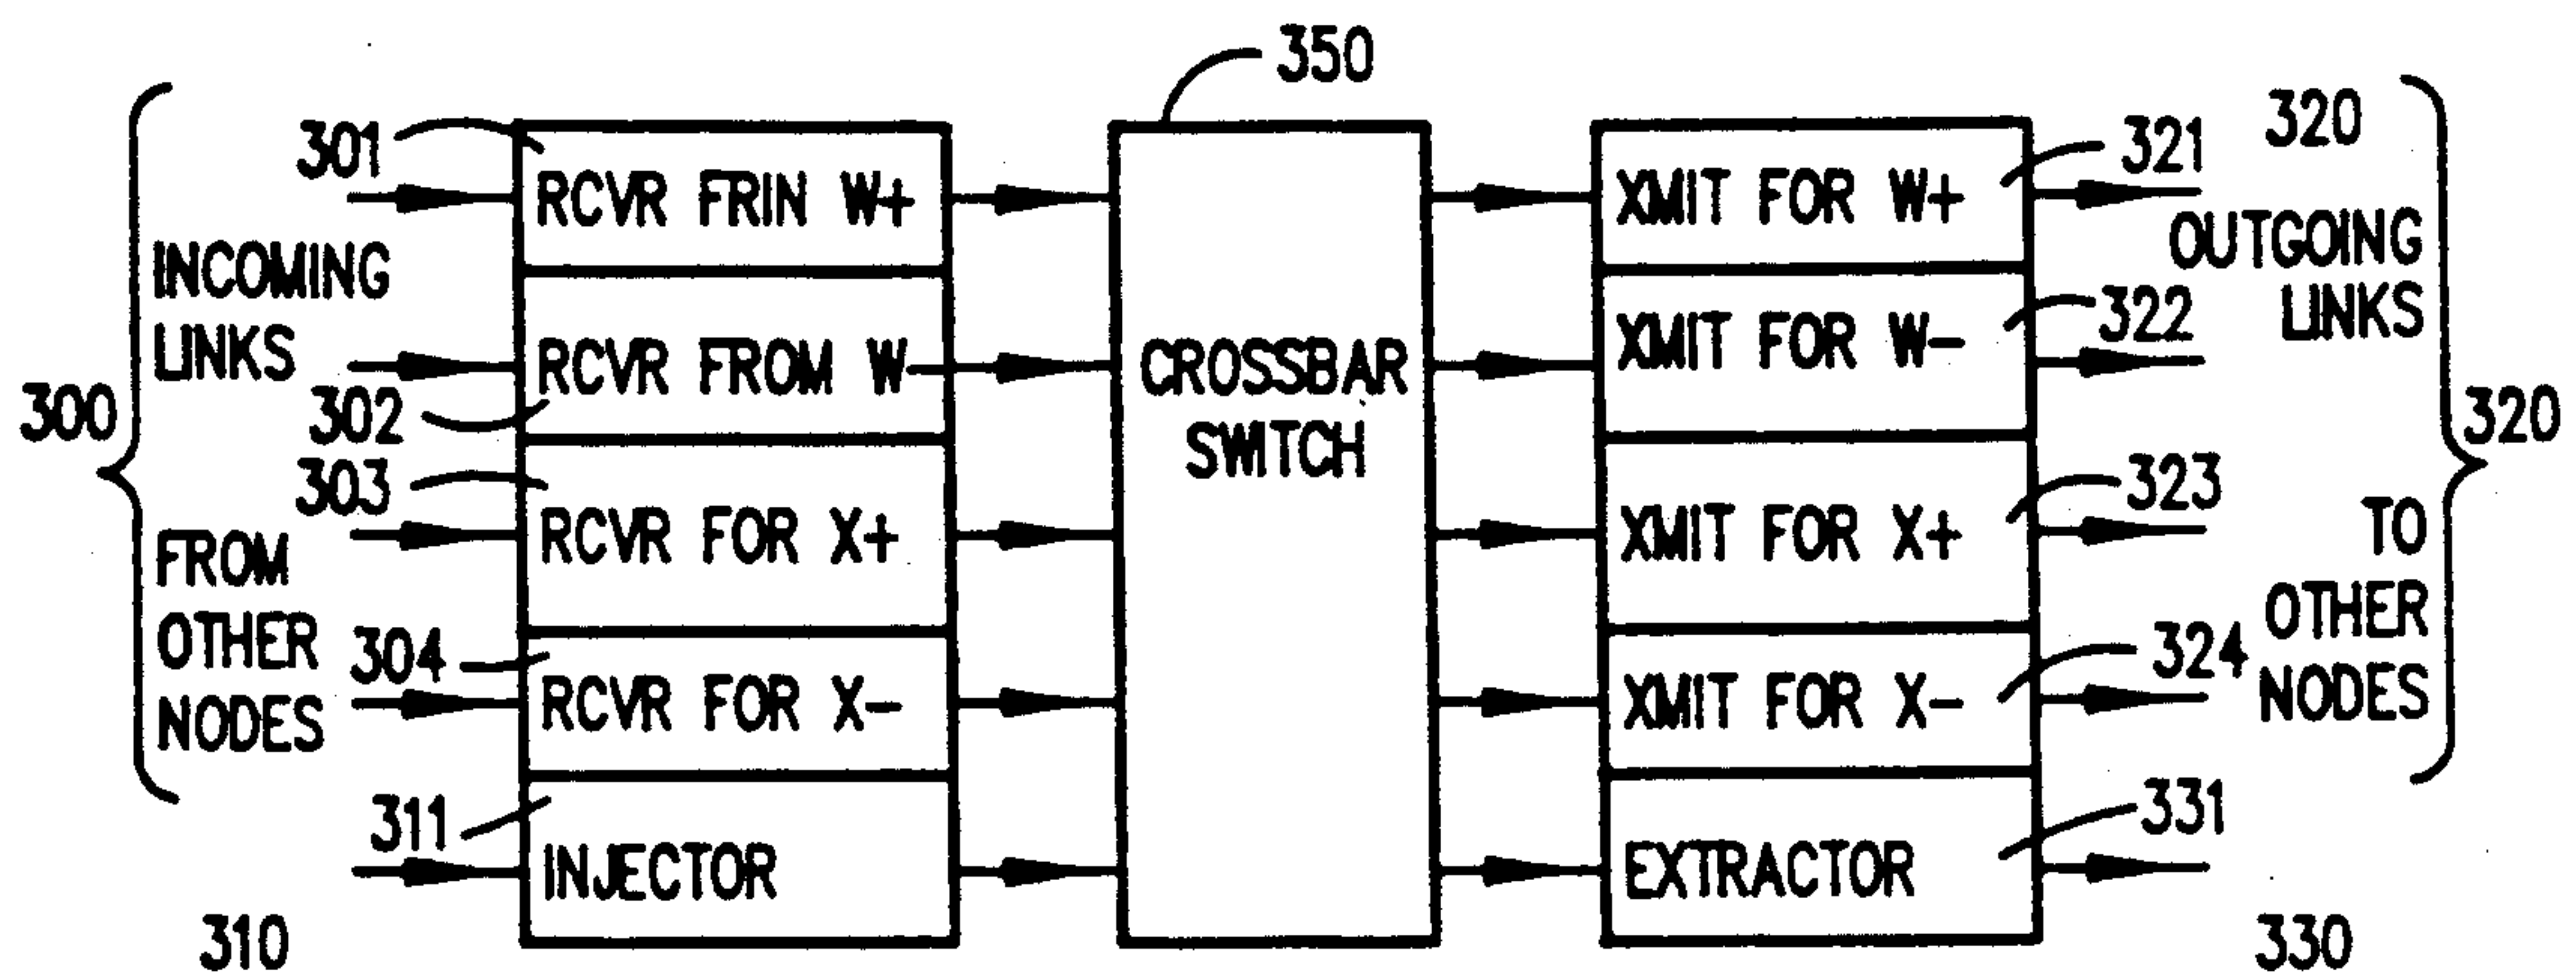 350
301
RCVR FRIN W+
XMIT FOR W+
321
320
INCOMING
LINKS
OUTGOING
LINKS
300
302
RCVR FROM W-
CROSSBAR
SWITCH
XMIT FOR W-
322
320
303
RCVR FOR X+
XMIT FOR X+
323
FROM
OTHER
NODES
TO
OTHER
NODES
304
RCVR FOR X-
XMIT FOR X-
324
311
INJECTOR
EXTRACTOR
331
310
330